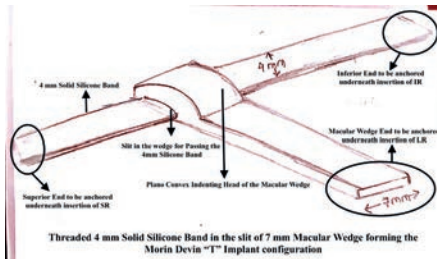 4mm
Inferior End to be anchored
underneath insertion of IR
4 mm Solid Silicone Band
Macular Wedge End to be anchored
underneath insertion of LR
Slit in the wedge for Passing the
4mm Silicone Band
Plano Convex Indenting Head of the Macular Wedge
7mm
Superior End to be anchored
underneath insertion of SR
Threaded 4 mm Solid Silicone Band in the slit of 7 mm Macular Wedge forming the
Morin Devin “T” Implant configuration